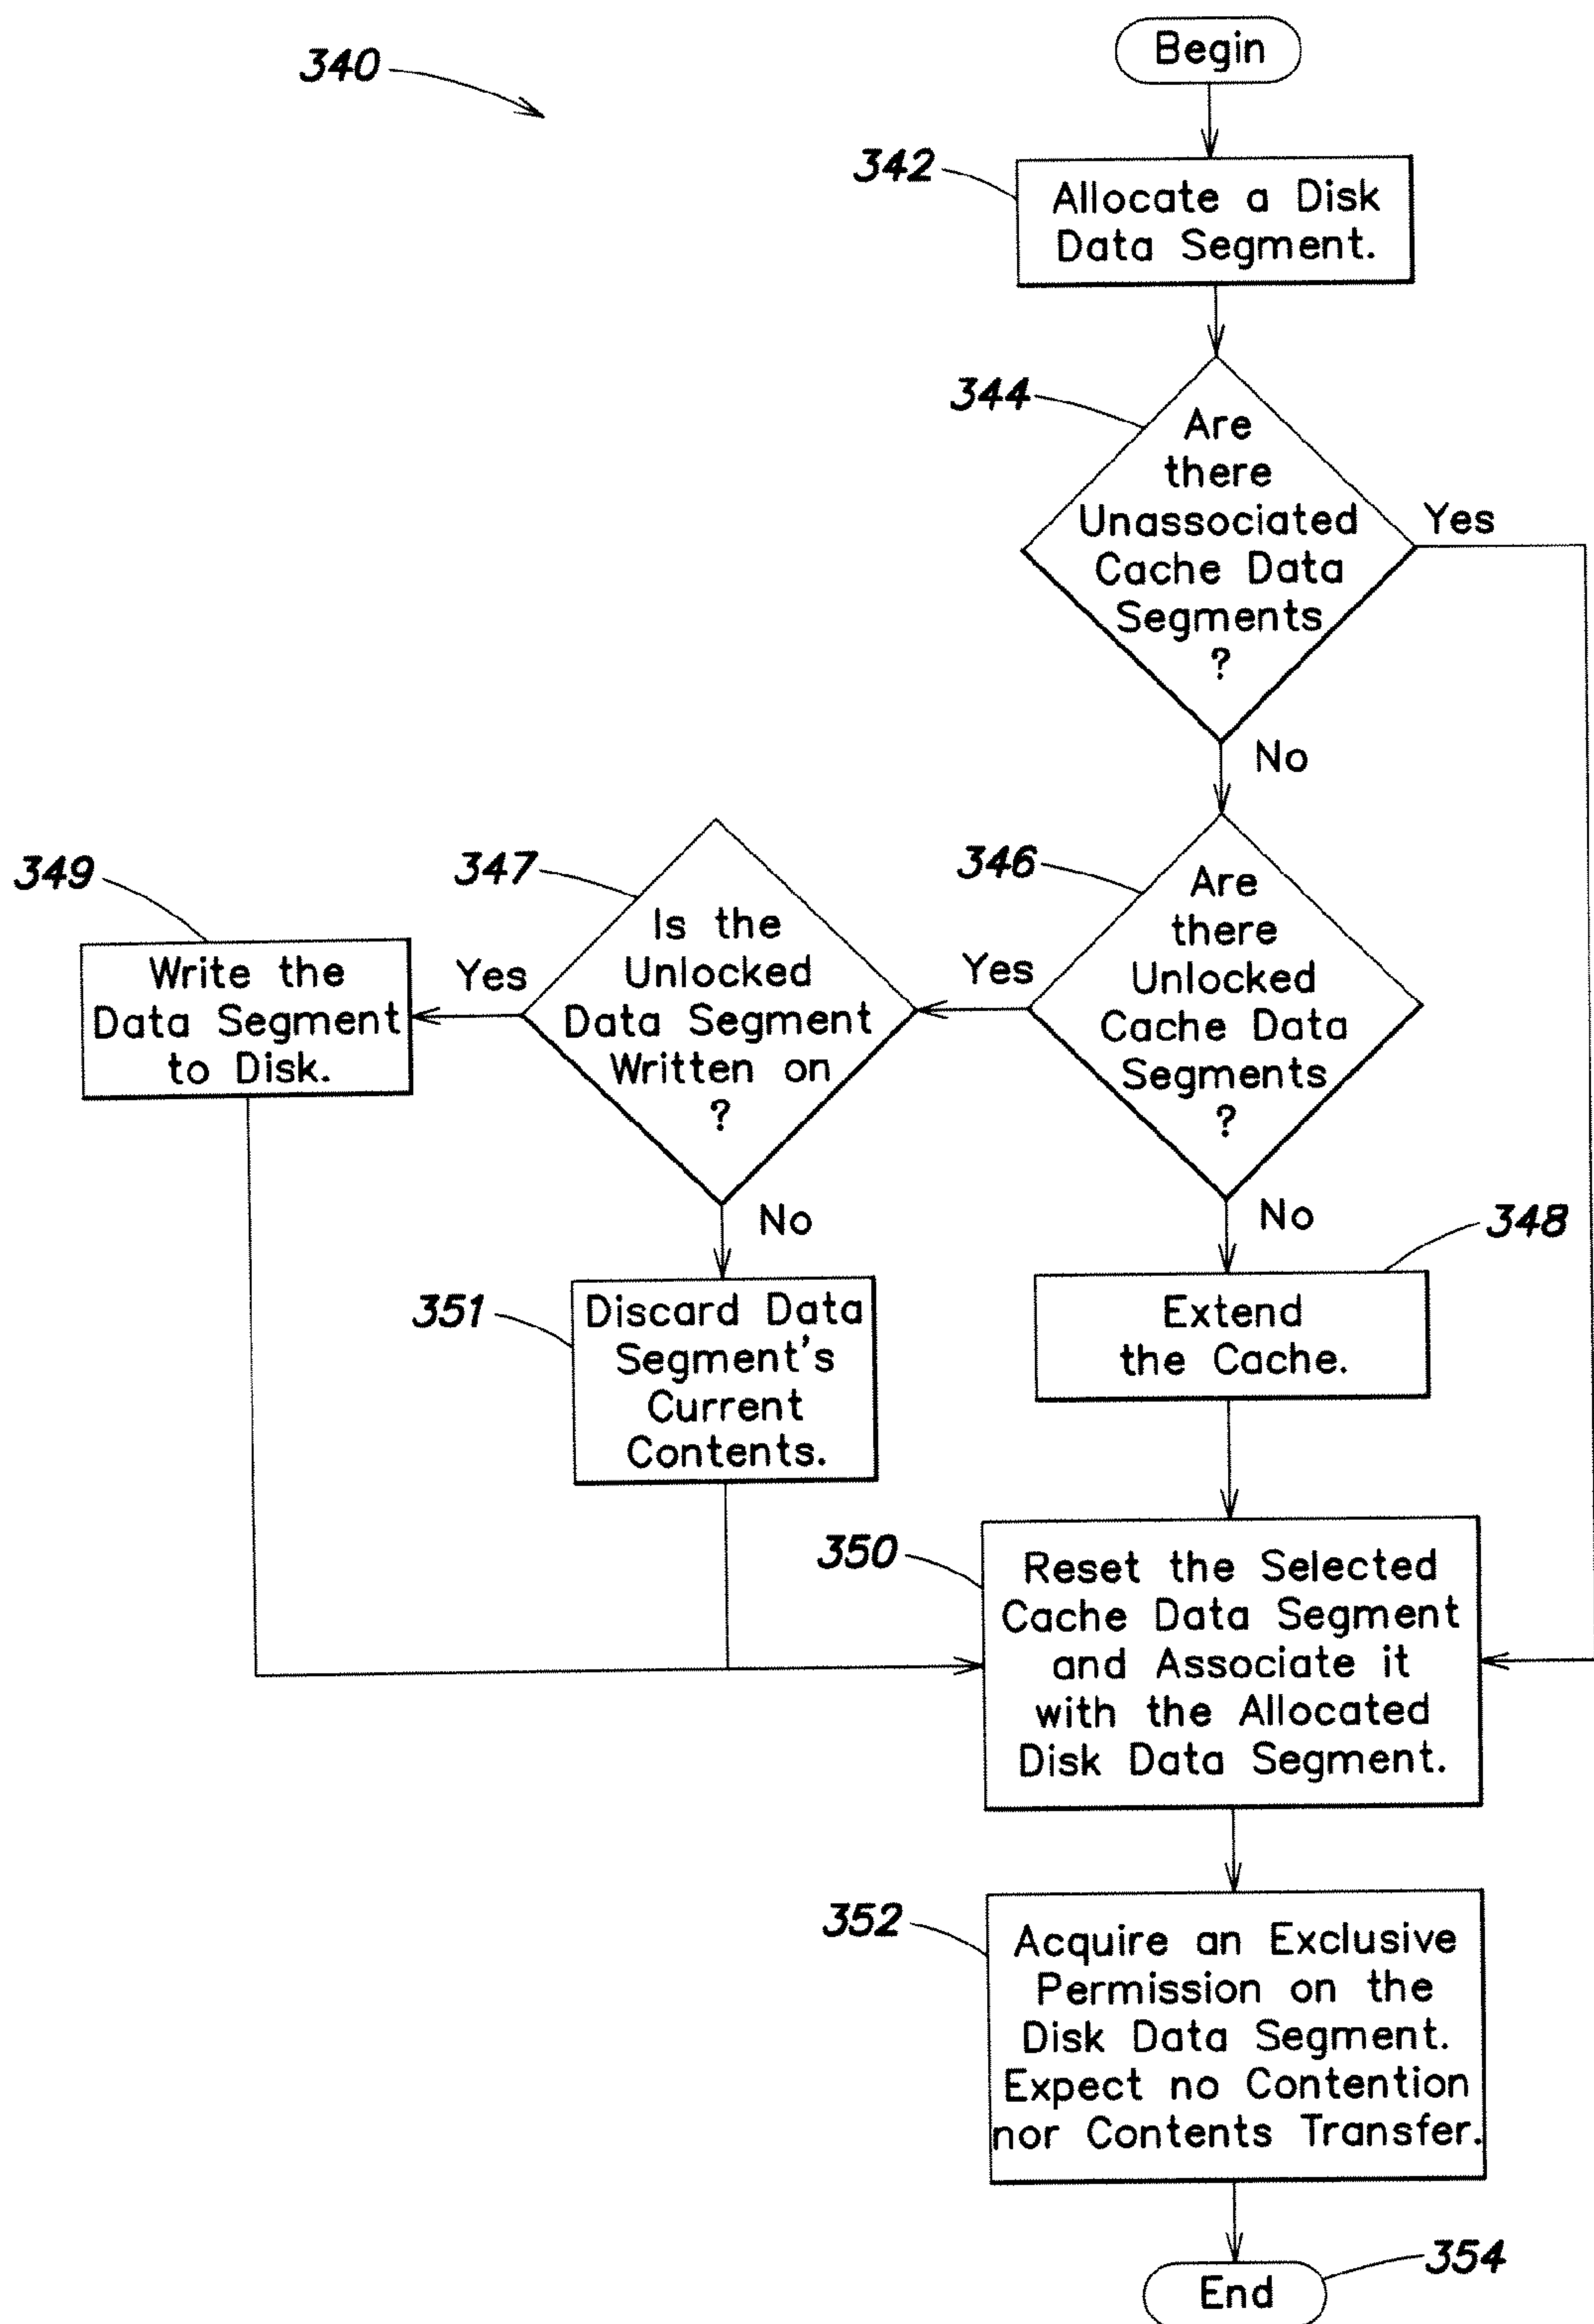 340
Begin
342
Allocate a Disk
Data Segment.
344
Are
there
Unassociated
Cache Data
Segments
?
Yes
No
349
Write the
Data Segment
to Disk.
Yes
347
Is the
Unlocked
Data Segment
Written on
?
Yes
346
Are
there
Unlocked
Cache Data
Segments
?
No
No
348
351
Discard Data
Segment's
Current
Contents.
Extend
the Cache.
350
Reset the Selected
Cache Data Segment
and Associate it
with the Allocated
Disk Data Segment.
352
Acquire an Exclusive
Permission on the
Disk Data Segment.
Expect no Contention
nor Contents Transfer.
354
End